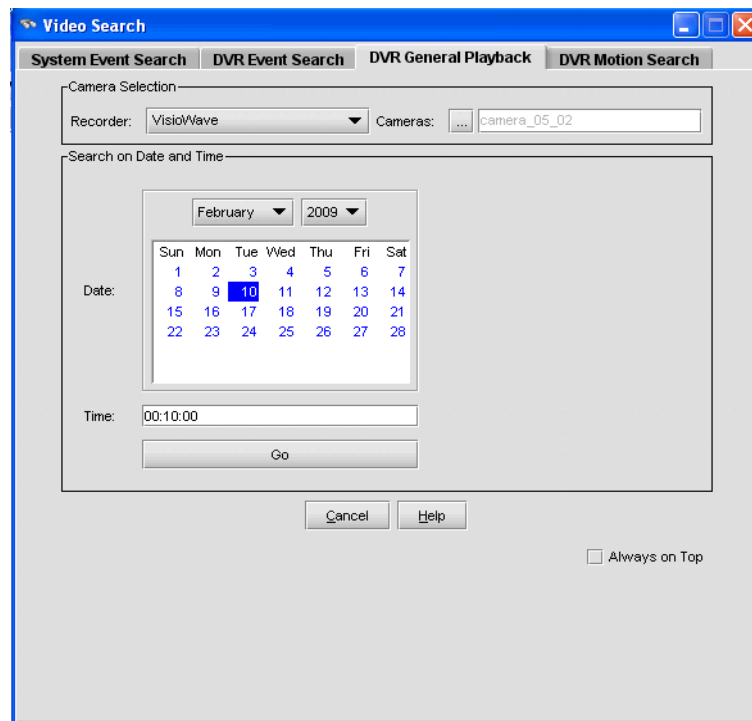 Video Search
System Event Search DVR Event Search DVR General Playback DVR Motion Search
Camera Selection
Recorder: VisioWave Cameras: ... camera_05_02
Search on Date and Time
February 2009
Sun Mon Tue Wed Thu Fri Sat
1 2 3 4 5 6 7
8 9 10 11 12 13 14
Date:
15 16 17 18 19 20 21
22 23 24 25 26 27 28
Time: 00:10:00
Go
Cancel Help
Always on Top